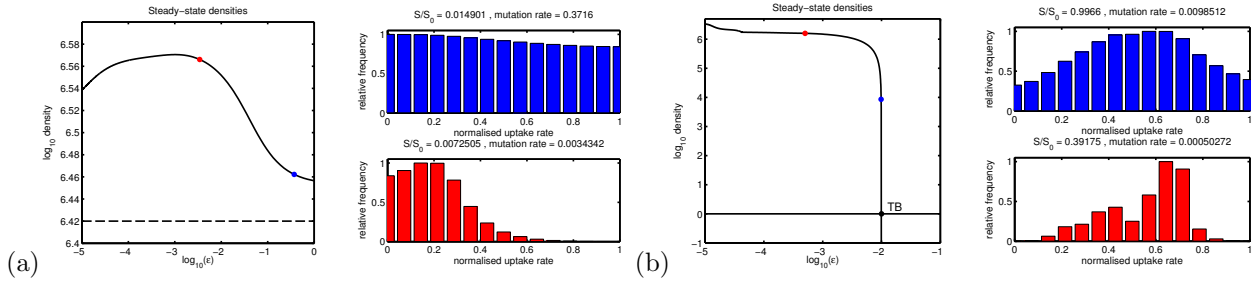 Steady-state densities
log10 density
6.58
6.56
6.54
6.52
6.5
6.48
6.46
6.44
6.42
6.4
−5 −4 −3 −2 −1 0
log10(ε)
(a)
S/S0 = 0.014901 , mutation rate = 0.3716
relative frequency
1
0.5
0
0 0.2 0.4 0.6 0.8 1
normalised uptake rate
S/S0 = 0.0072505 , mutation rate = 0.0034342
relative frequency
1
0.5
0
0 0.2 0.4 0.6 0.8 1
normalised uptake rate
Steady-state densities
log10 density
6
5
4
3
2
1
0
−1
TB
−5 −4 −3 −2 −1
log10(ε)
(b)
S/S0 = 0.9966 , mutation rate = 0.0098512
relative frequency
1
0.5
0
0 0.2 0.4 0.6 0.8 1
normalised uptake rate
S/S0 = 0.39175 , mutation rate = 0.00050272
relative frequency
1
0.5
0
0 0.2 0.4 0.6 0.8 1
normalised uptake rate